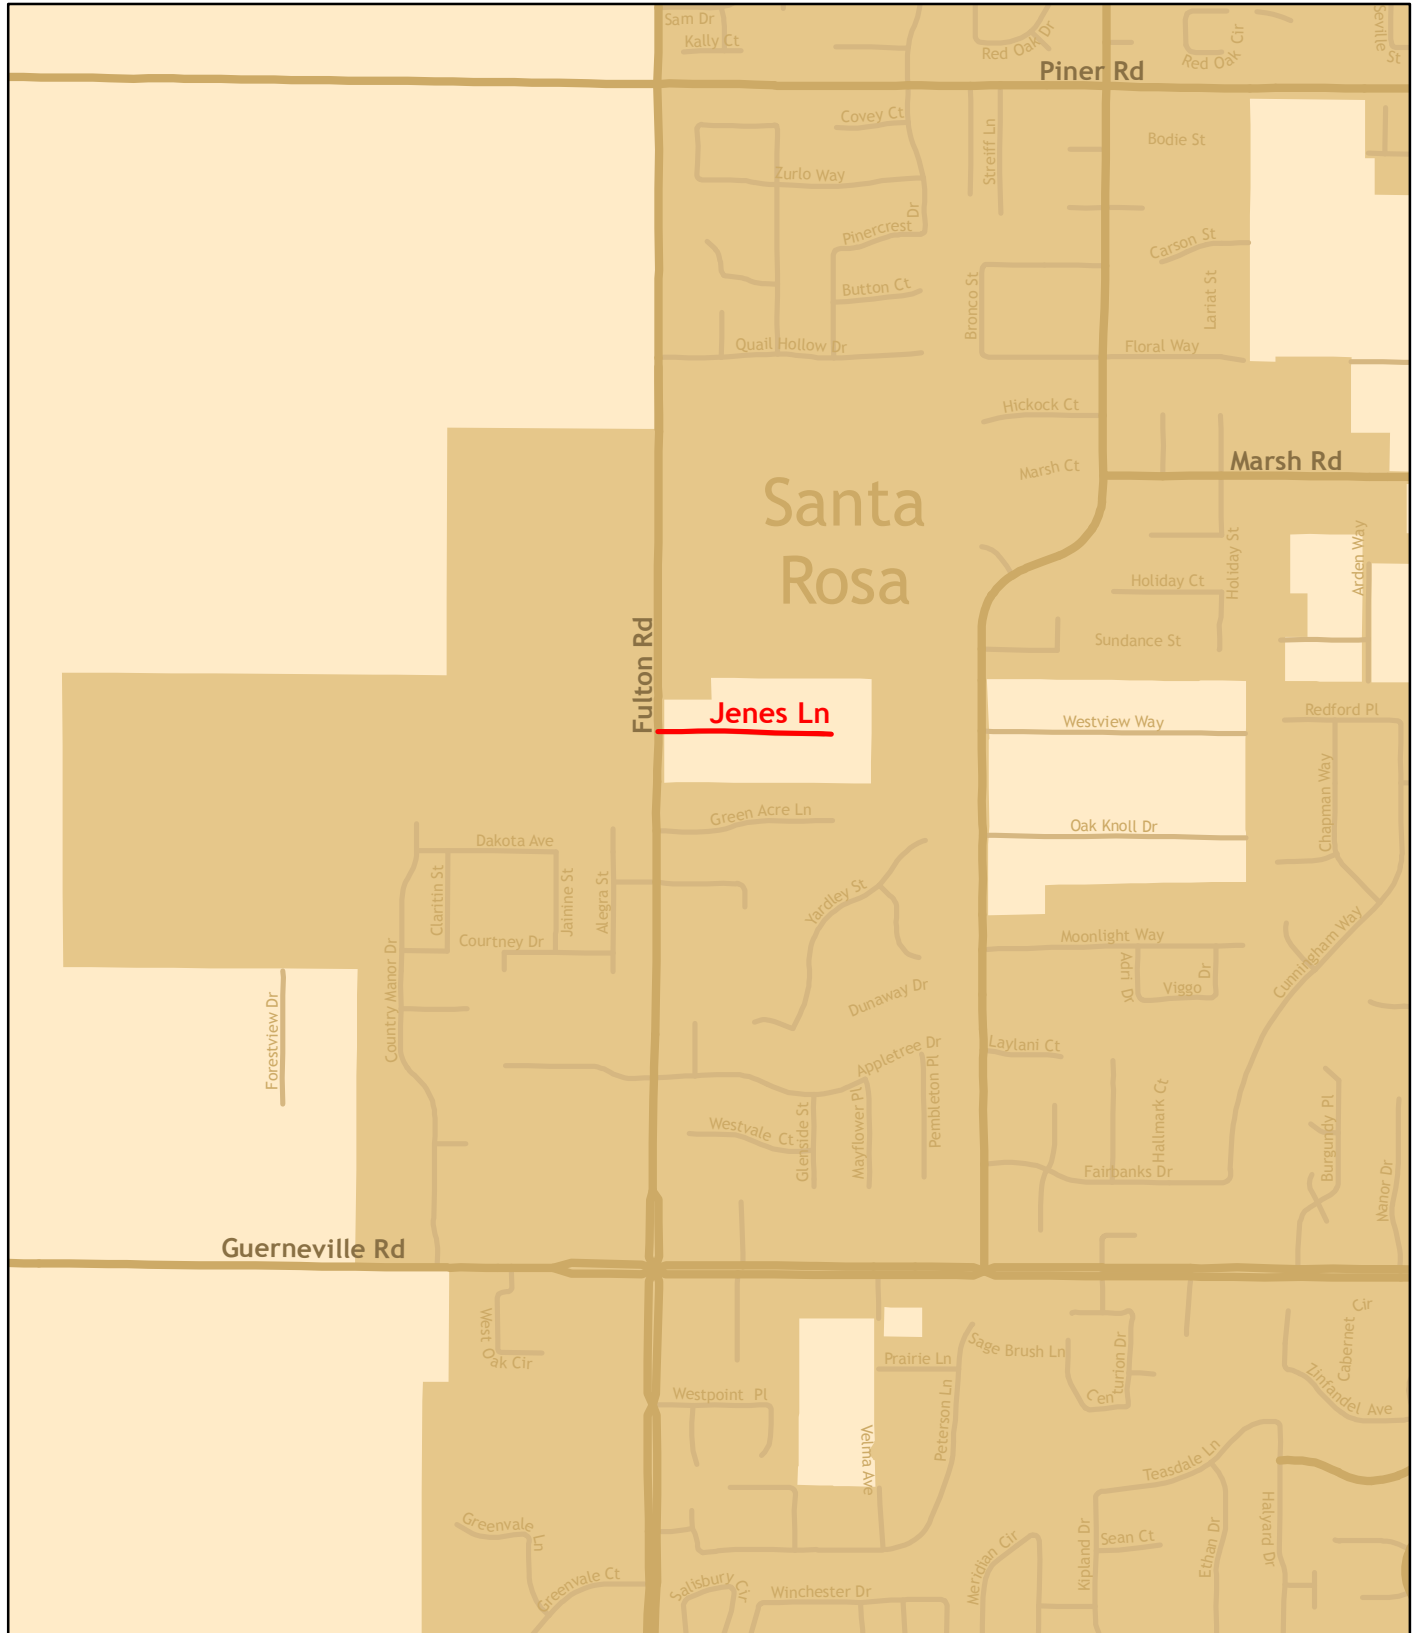 Sam Dr
Kally Ct
Red Oak Dr
Red Oak Cir
Seville St
Piner Rd
Covey Ct
Streiff Ln
Bodie St
Zurlo Way
Pinercrest Dr
Carson St
Button Ct
Bronco St
Lariat St
Quail Hollow Dr
Floral Way
Hickock Ct
Marsh Ct
Marsh Rd
Santa
Rosa
Holiday St
Arden Way
Holiday Ct
Sundance St
Fulton Rd
Jenes Ln
Westview Way
Redford Pl
Green Acre Ln
Oak Knoll Dr
Chapman Way
Dakota Ave
Claritin St
Jainine St
Alegra St
Yardley St
Courtney Dr
Country Manor Dr
Moonlight Way
Adri Dr
Viggo Dr
Cunningham Way
Dunaway Dr
Forestview Dr
Laylani Ct
Appletree Dr
Pembleton Pl
Westvale Ct
Glenside St
Mayflower Pl
Hallmark Ct
Burgundy Pl
Fairbanks Dr
Manor Dr
Guerneville Rd
West Oak Cir
Prairie Ln
Sage Brush Ln
Centurion Dr
Cabernet Cir
Zinfandel Ave
Westpoint Pl
Velma Ave
Peterson Ln
Teasdale Ln
Greenvale Ln
Meridian Cir
Kipland Dr
Sean Ct
Ethan Dr
Halyard Dr
Greenvale Ct
Salisbury Cir
Winchester Dr